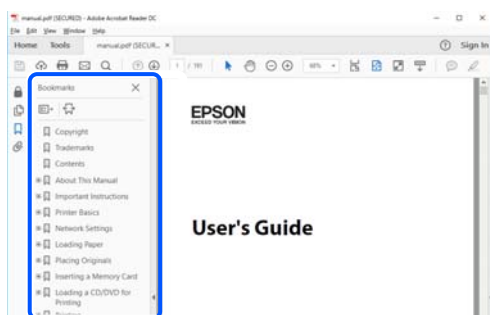 manual.pdf (SECURED) - Adobe Acrobat Reader DC
File Edit View Window Help
Home Tools manual.pdf (SECUR... × Sign In
1 / 191
Bookmarks
Copyright
Trademarks
Contents
About This Manual
Important Instructions
Printer Basics
Network Settings
Loading Paper
Placing Originals
Inserting a Memory Card
Loading a CD/DVD for
Printing
Printing
EPSON
EXCEED YOUR VISION
User's Guide